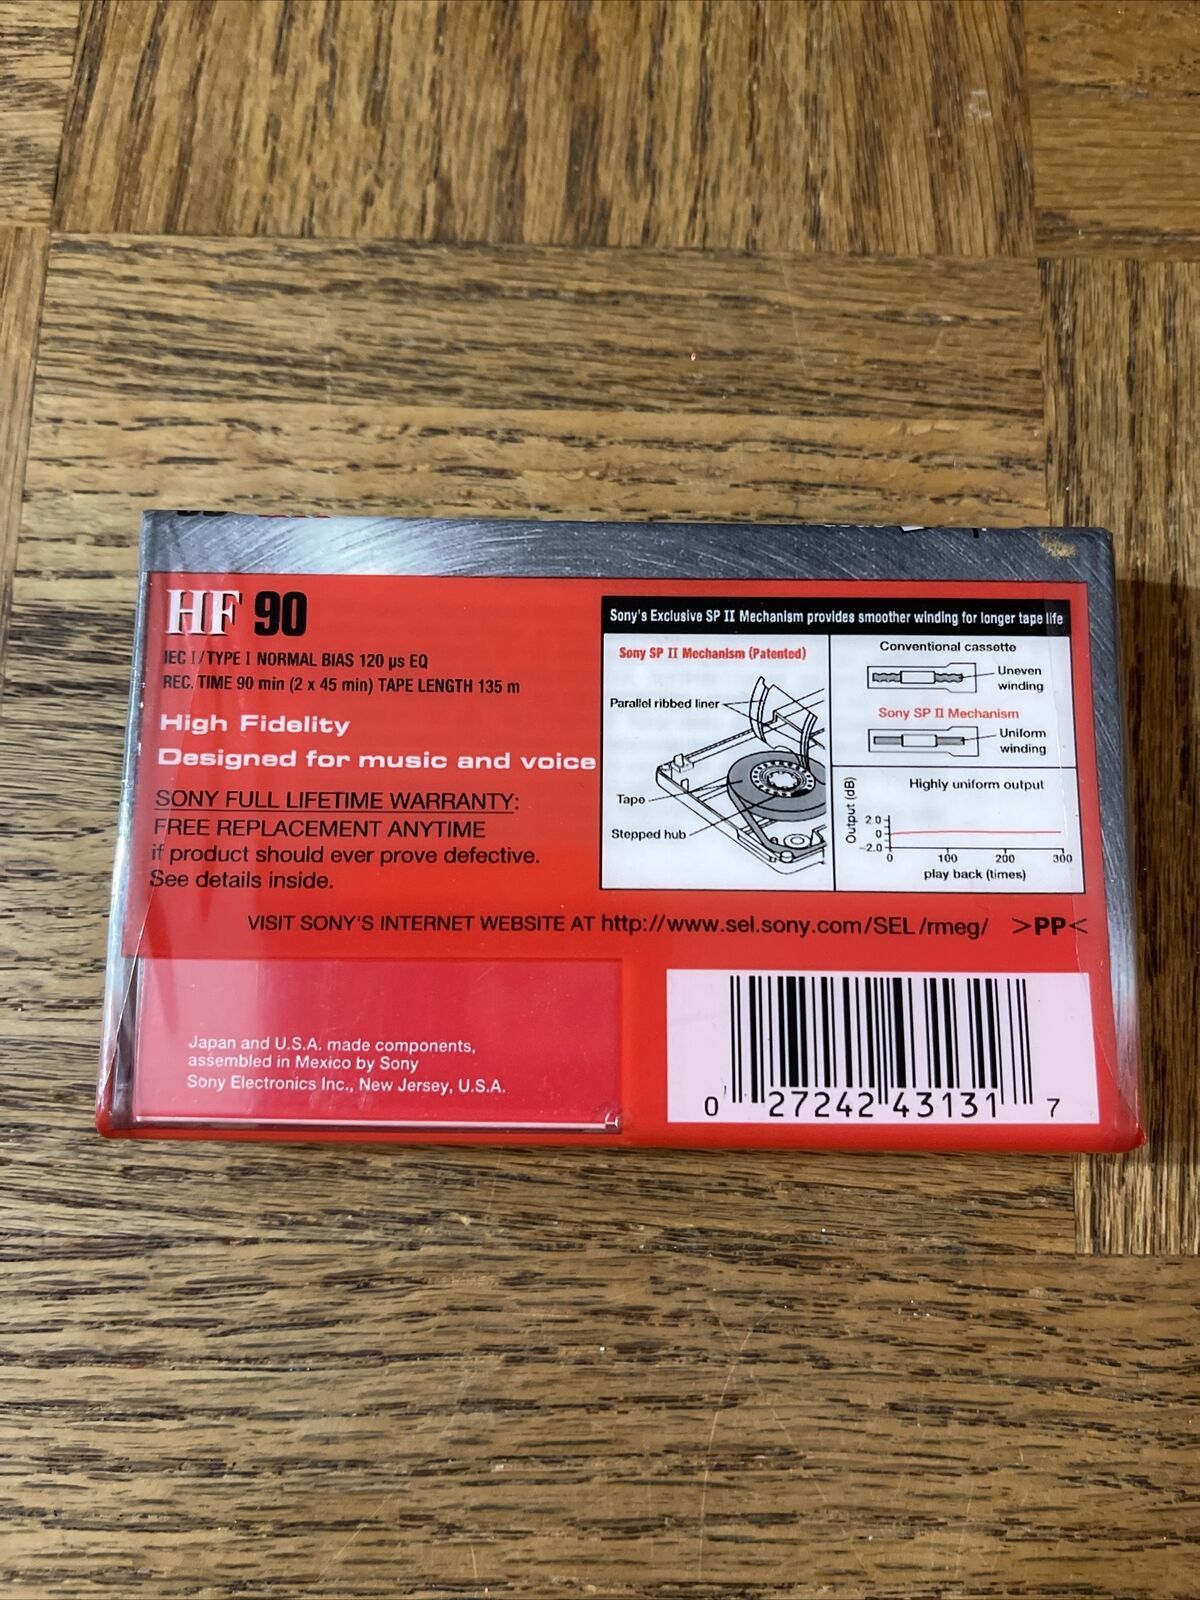 HF 90
IEC I/TYPE I NORMAL BIAS 120 µs EQ
REC. TIME 90 min (2 x 45 min) TAPE LENGTH 135 m
High Fidelity
Designed for music and voice
SONY FULL LIFETIME WARRANTY:
FREE REPLACEMENT ANYTIME
if product should ever prove defective.
See details inside.
Sony's Exclusive SP II Mechanism provides smoother winding for longer tape life
Sony SP II Mechanism (Patented)
Parallel ribbed liner
Tape
Stepped hub
Conventional cassette
Uneven
winding
Sony SP II Mechanism
Uniform
winding
Highly uniform output
Output (dB)
2.0
0
-2.0
0 100 200 300
play back (times)
VISIT SONY'S INTERNET WEBSITE AT http://www.sel.sony.com/SEL/rmeg/ >PP<
Japan and U.S.A. made components,
assembled in Mexico by Sony
Sony Electronics Inc., New Jersey, U.S.A.
0 27242 43131 7